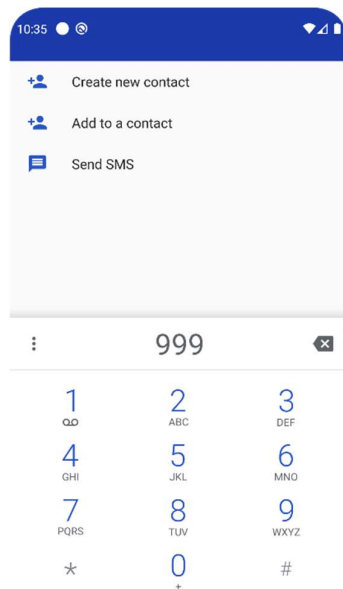 10:35
Create new contact
Add to a contact
Send SMS
999
1 2 3
ABC DEF
4 5 6
GHI JKL MNO
7 8 9
PQRS TUV WXYZ
* 0 #
+